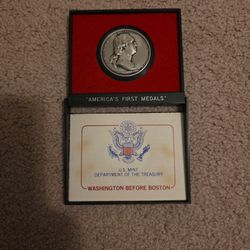 "AMERICA'S FIRST MEDALS"
U.S. MINT
DEPARTMENT OF THE TREASURY
WASHINGTON BEFORE BOSTON